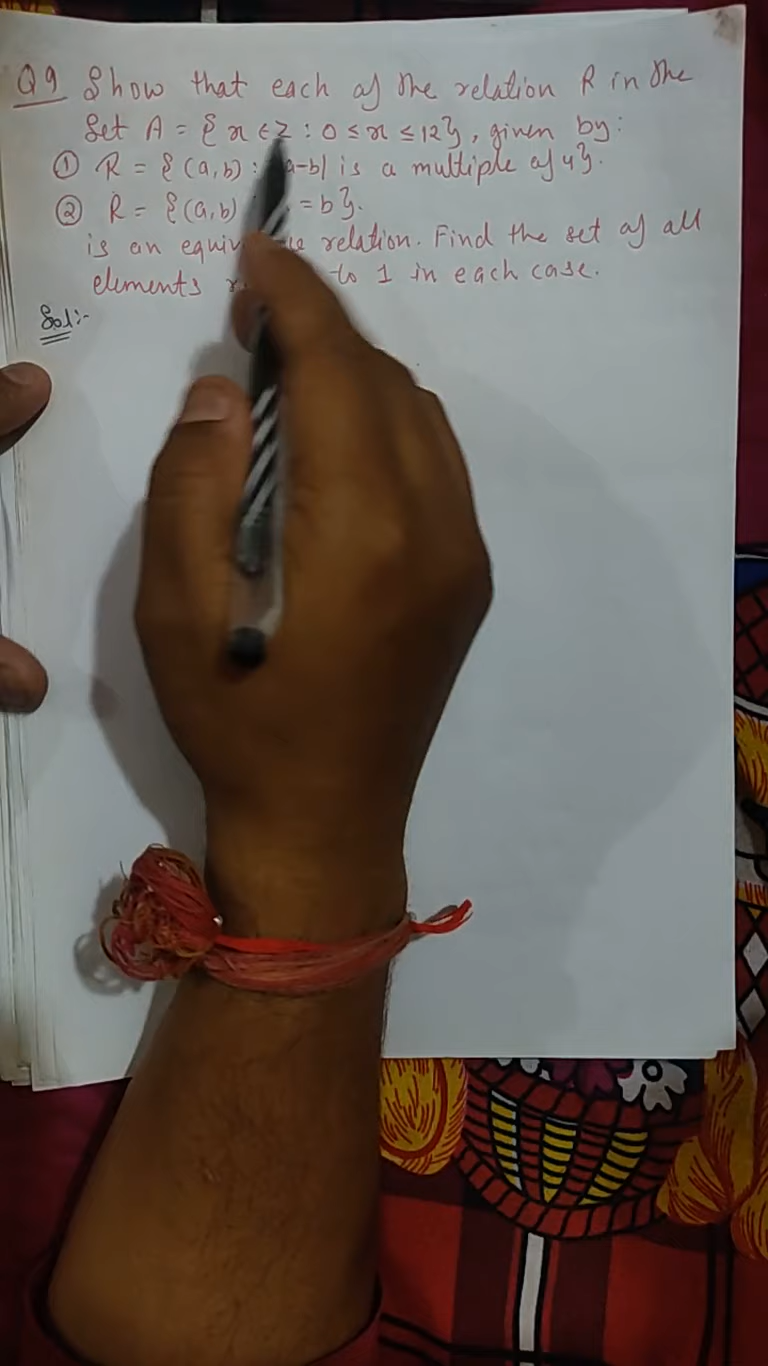 Q9 Show that each of the relation R in the
Set A = { x ∈ Z : 0 ≤ x ≤ 12}, given by:
① R = { (a,b) : a-b| is a multiple of 4}.
② R = { (a,b) = b}.
is an relation. Find the set of all
elements to 1 in each case.
Sol:-